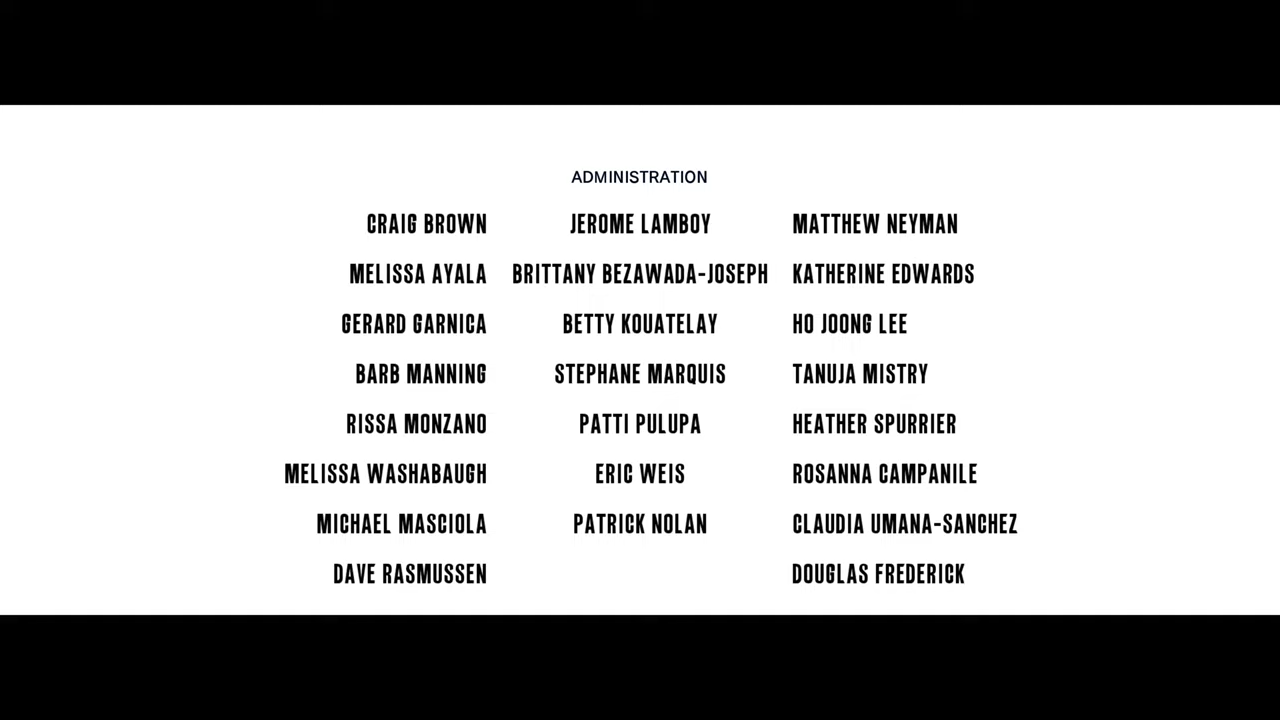 ADMINISTRATION
CRAIG BROWN JEROME LAMBOY MATTHEW NEYMAN
MELISSA AYALA BRITTANY BEZAWADA-JOSEPH KATHERINE EDWARDS
GERARD GARNICA BETTY KOUATELAY HO JOONG LEE
BARB MANNING STEPHANE MARQUIS TANUJA MISTRY
RISSA MONZANO PATTI PULUPA HEATHER SPURRIER
MELISSA WASHABAUGH ERIC WEIS ROSANNA CAMPANILE
MICHAEL MASCIOLA PATRICK NOLAN CLAUDIA UMANA-SANCHEZ
DAVE RASMUSSEN DOUGLAS FREDERICK